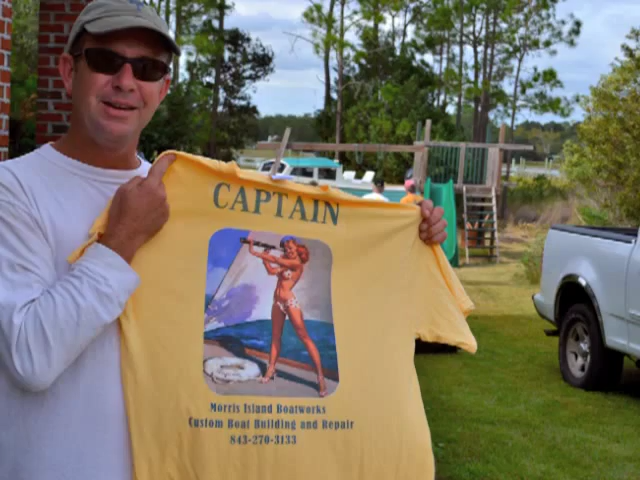 CAPTAIN
Morris Island Boatworks
Custom Boat Building and Repair
843-270-3133